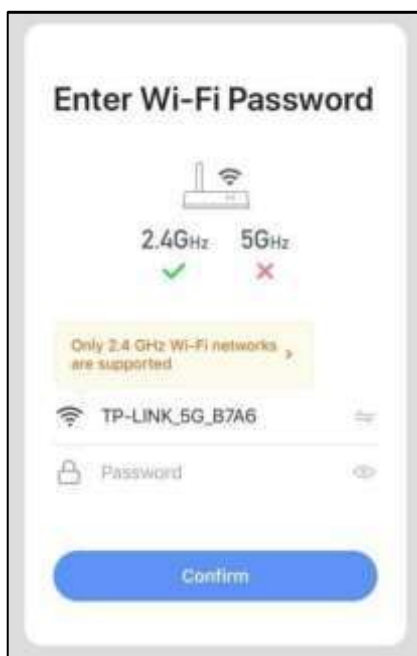 Enter Wi-Fi Password
2.4GHz 5GHz
Only 2.4 GHz Wi-Fi networks
are supported
TP-LINK_5G_B7A6
Password
Confirm